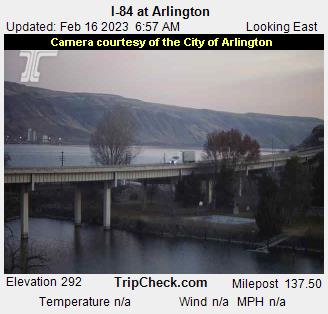 I-84 at Arlington
Updated: Feb 16 2023 6:57 AM Looking East
Camera courtesy of the City of Arlington
Elevation 292 TripCheck.com Milepost 137.50
Temperature n/a Wind n/a MPH n/a